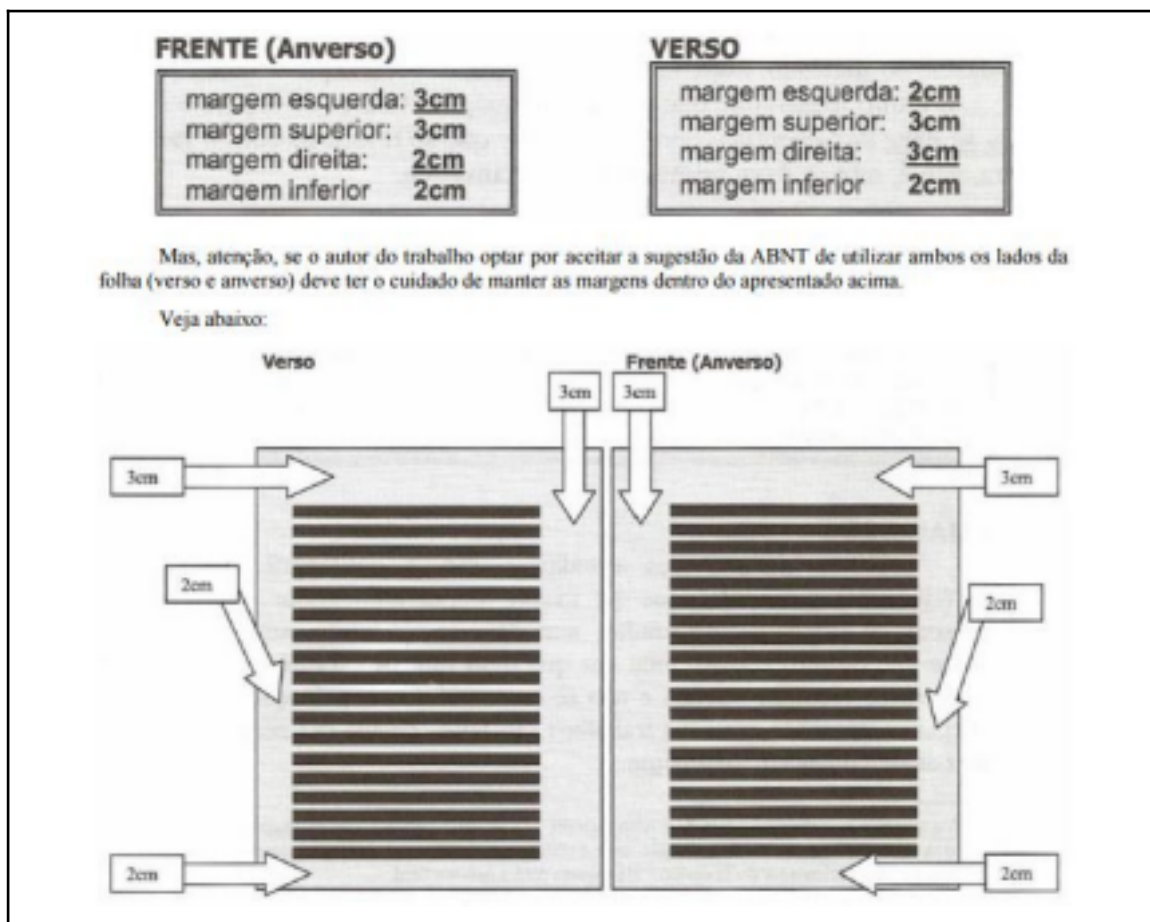 FRENTE (Anverso)
margem esquerda: 3cm
margem superior: 3cm
margem direita: 2cm
margem inferior 2cm
VERSO
margem esquerda: 2cm
margem superior: 3cm
margem direita: 3cm
margem inferior 2cm
Mas, atenção, se o autor do trabalho optar por aceitar a sugestão da ABNT de utilizar ambos os lados da
folha (verso e anverso) deve ter o cuidado de manter as margens dentro do apresentado acima.
Veja abaixo:
Verso
Frente (Anverso)
3cm
3cm
3cm
3cm
2cm
2cm
2cm
2cm